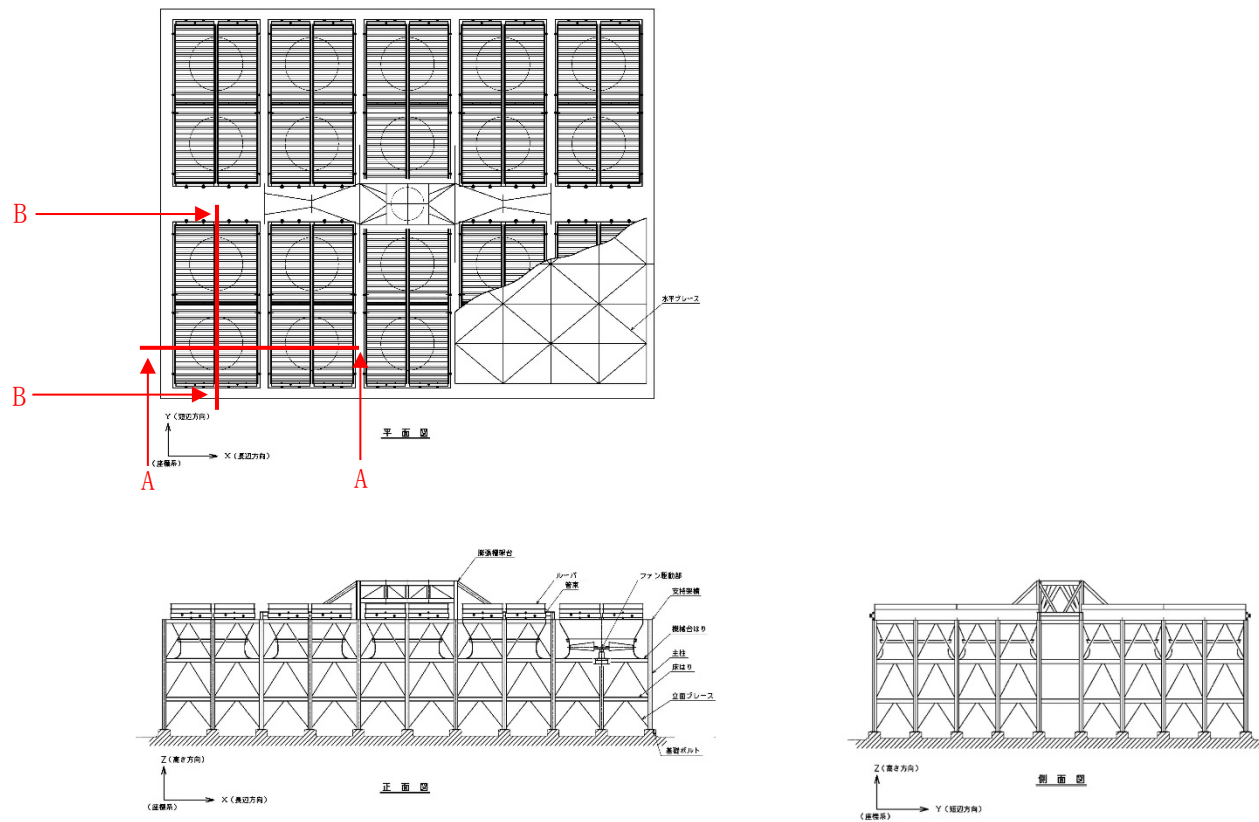 B
B
水平ブレース
Y(短辺方向)
X(長辺方向)
(座標系)
平面図
A
A
膨張槽架台
ルーバ
管束
ファン駆動部
支持架構
機械台はり
主柱
床はり
立面ブレース
基礎ボルト
Z(高さ方向)
X(長辺方向)
(座標系)
正面図
Z(高さ方向)
Y(短辺方向)
(座標系)
側面図